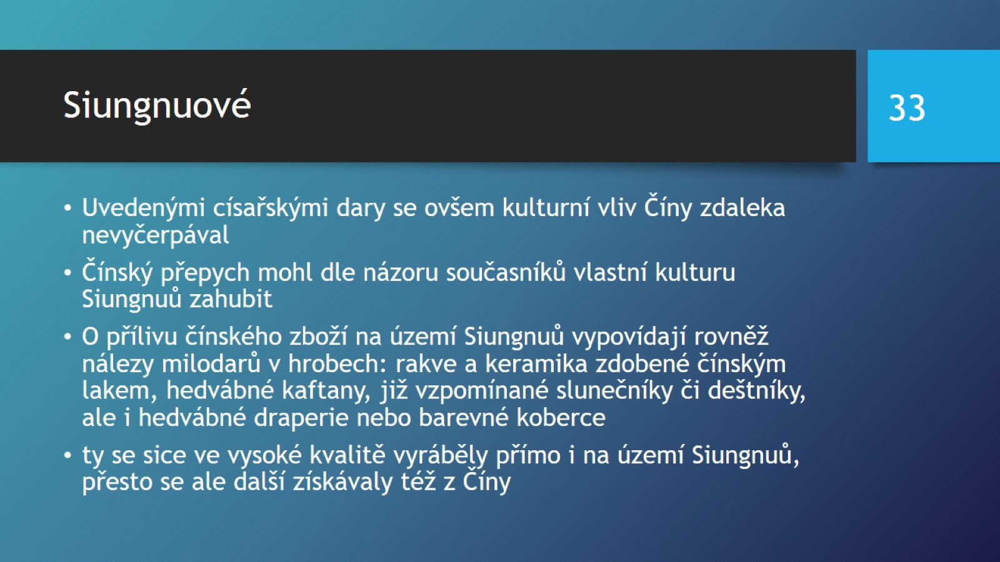 Siungnuové
33
• Uvedenými císařskými dary se ovšem kulturní vliv Číny zdaleka
nevyčerpával
• Čínský přepych mohl dle názoru současníků vlastní kulturu
Siungnuů zahubit
• O přílivu čínského zboží na území Siungnuů vypovídají rovněž
nálezy milodarů v hrobech: rakve a keramika zdobené čínským
lakem, hedvábné kaftany, již vzpomínané slunečníky či deštníky,
ale i hedvábné draperie nebo barevné koberce
• ty se sice ve vysoké kvalitě vyráběly přímo i na území Siungnuů,
přesto se ale další získávaly též z Číny